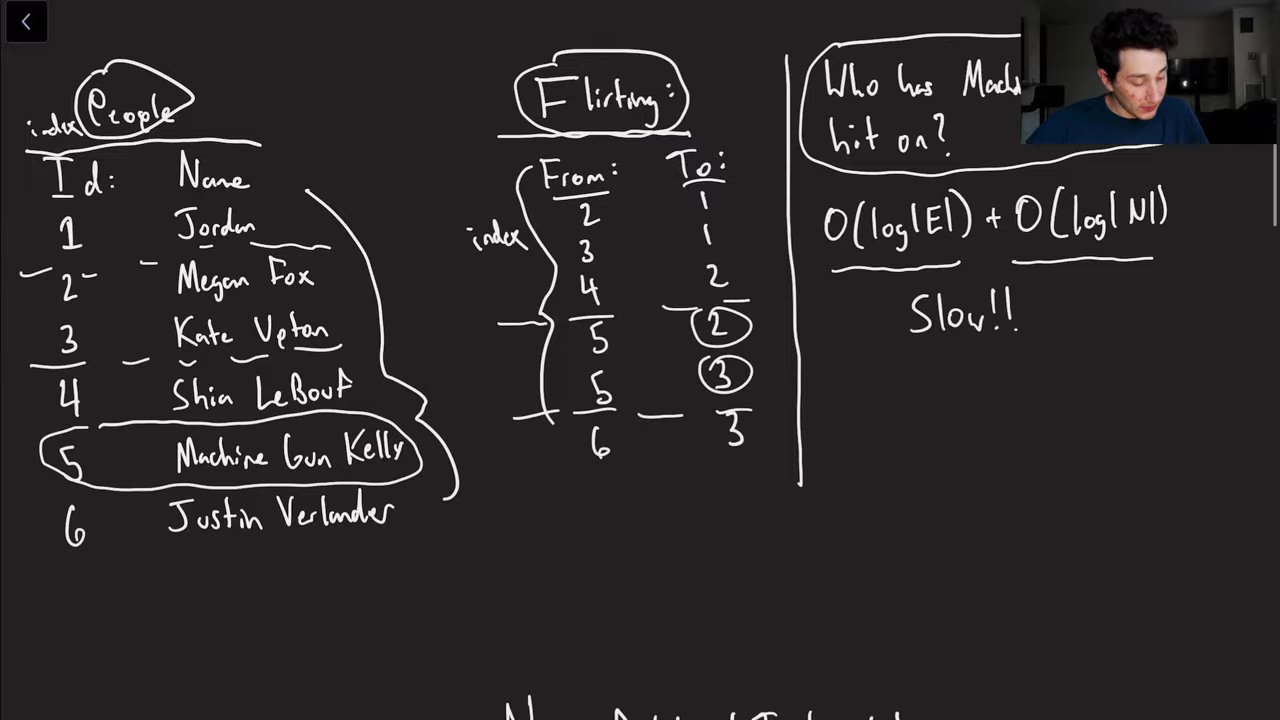 People
index
Id: Name
1 Jordan
2 Megan Fox
3 Kate Upton
4 Shia LeBouf
5 Machine Gun Kelly
6 Justin Verlander
Flirting:
index
From: To:
2 1
3 1
4 2
5 2
5 3
6 3
Who has
hit on?
O(log|E|) + O(log|N|)
Slow!!